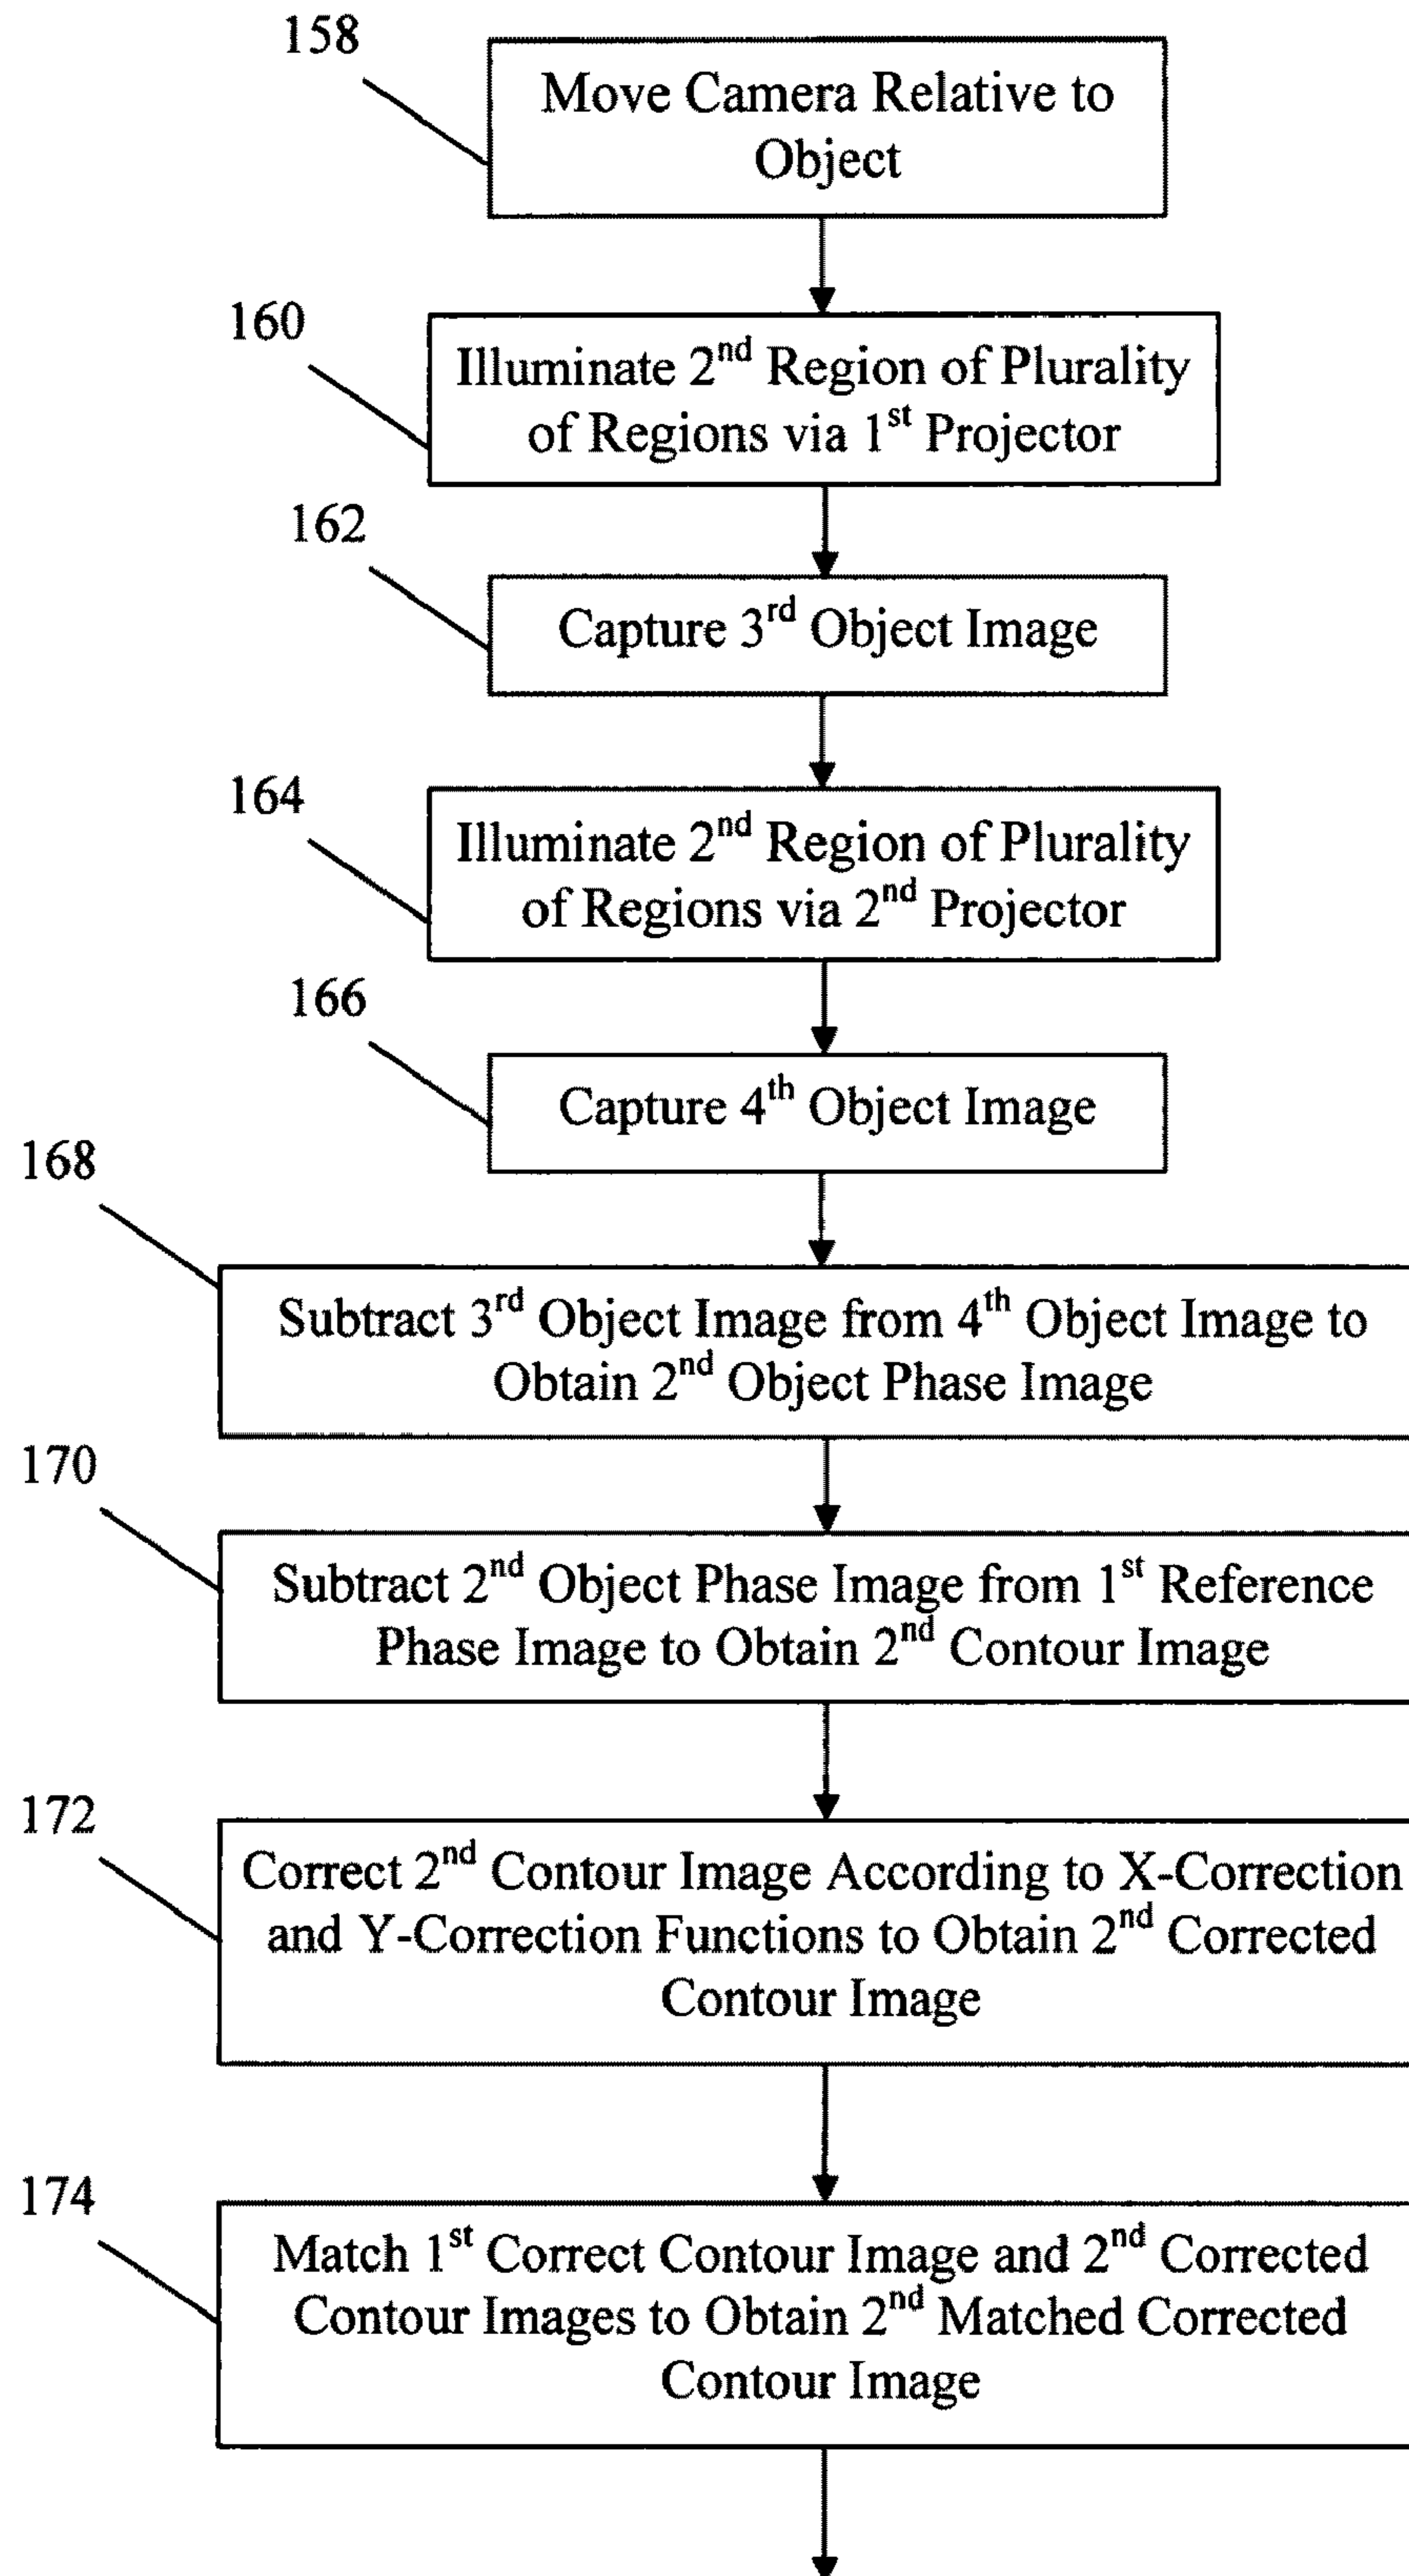 158
Move Camera Relative to
Object
160
Illuminate 2nd Region of Plurality
of Regions via 1st Projector
162
Capture 3rd Object Image
164
Illuminate 2nd Region of Plurality
of Regions via 2nd Projector
166
Capture 4th Object Image
168
Subtract 3rd Object Image from 4th Object Image to
Obtain 2nd Object Phase Image
170
Subtract 2nd Object Phase Image from 1st Reference
Phase Image to Obtain 2nd Contour Image
172
Correct 2nd Contour Image According to X-Correction
and Y-Correction Functions to Obtain 2nd Corrected
Contour Image
174
Match 1st Correct Contour Image and 2nd Corrected
Contour Images to Obtain 2nd Matched Corrected
Contour Image